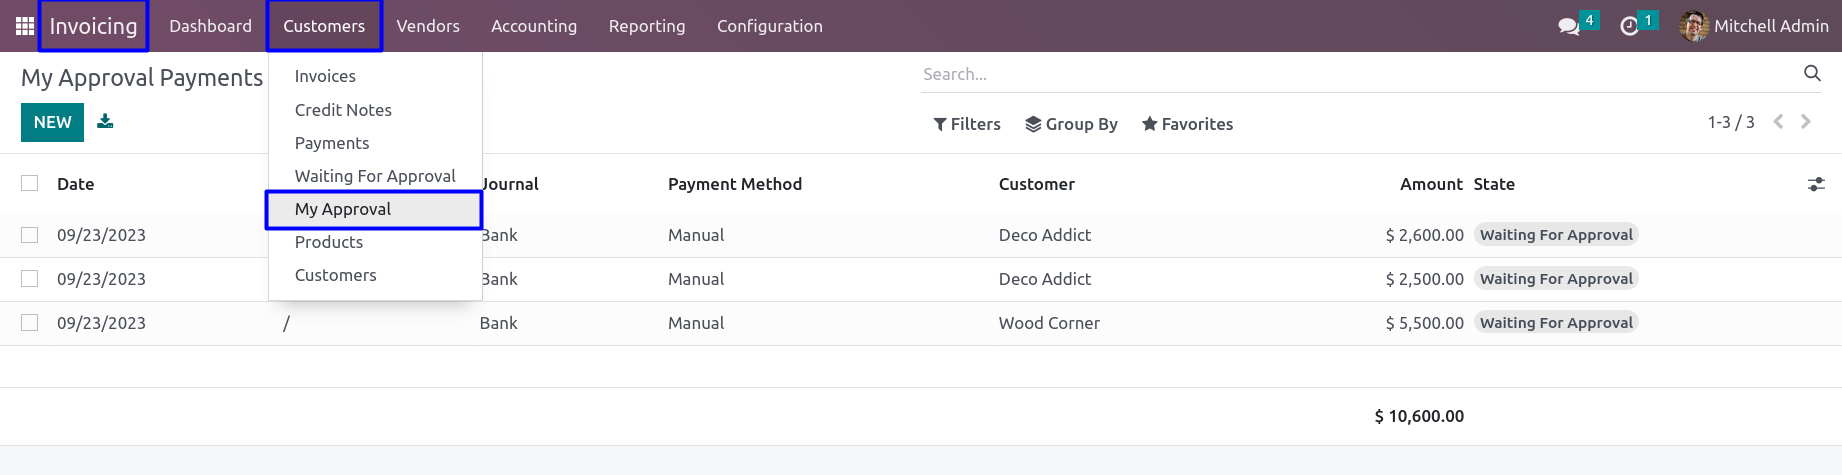 Invoicing Dashboard Customers Vendors Accounting Reporting Configuration 4 1 Mitchell Admin
My Approval Payments Search...
Invoices
Credit Notes
NEW Filters Group By Favorites 1-3 / 3
Payments
Waiting For Approval
Date Journal Payment Method Customer Amount State
My Approval
09/23/2023 Bank Manual Deco Addict $ 2,600.00 Waiting For Approval
Products
Customers
09/23/2023 Bank Manual Deco Addict $ 2,500.00 Waiting For Approval
09/23/2023 / Bank Manual Wood Corner $ 5,500.00 Waiting For Approval
$ 10,600.00